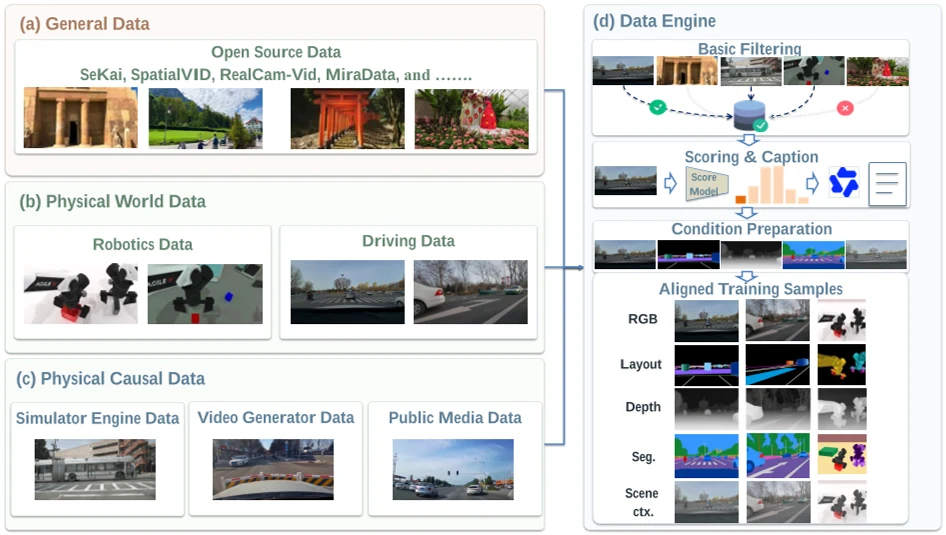 (a) General Data
Open Source Data
SeKai, SpatialVID, RealCam-Vid, MiraData, and …….
(b) Physical World Data
Robotics Data
Driving Data
(c) Physical Causal Data
Simulator Engine Data
Video Generator Data
Public Media Data
(d) Data Engine
Basic Filtering
Scoring & Caption
Score
Model
Condition Preparation
Aligned Training Samples
RGB
Layout
Depth
Seg.
Scene
ctx.